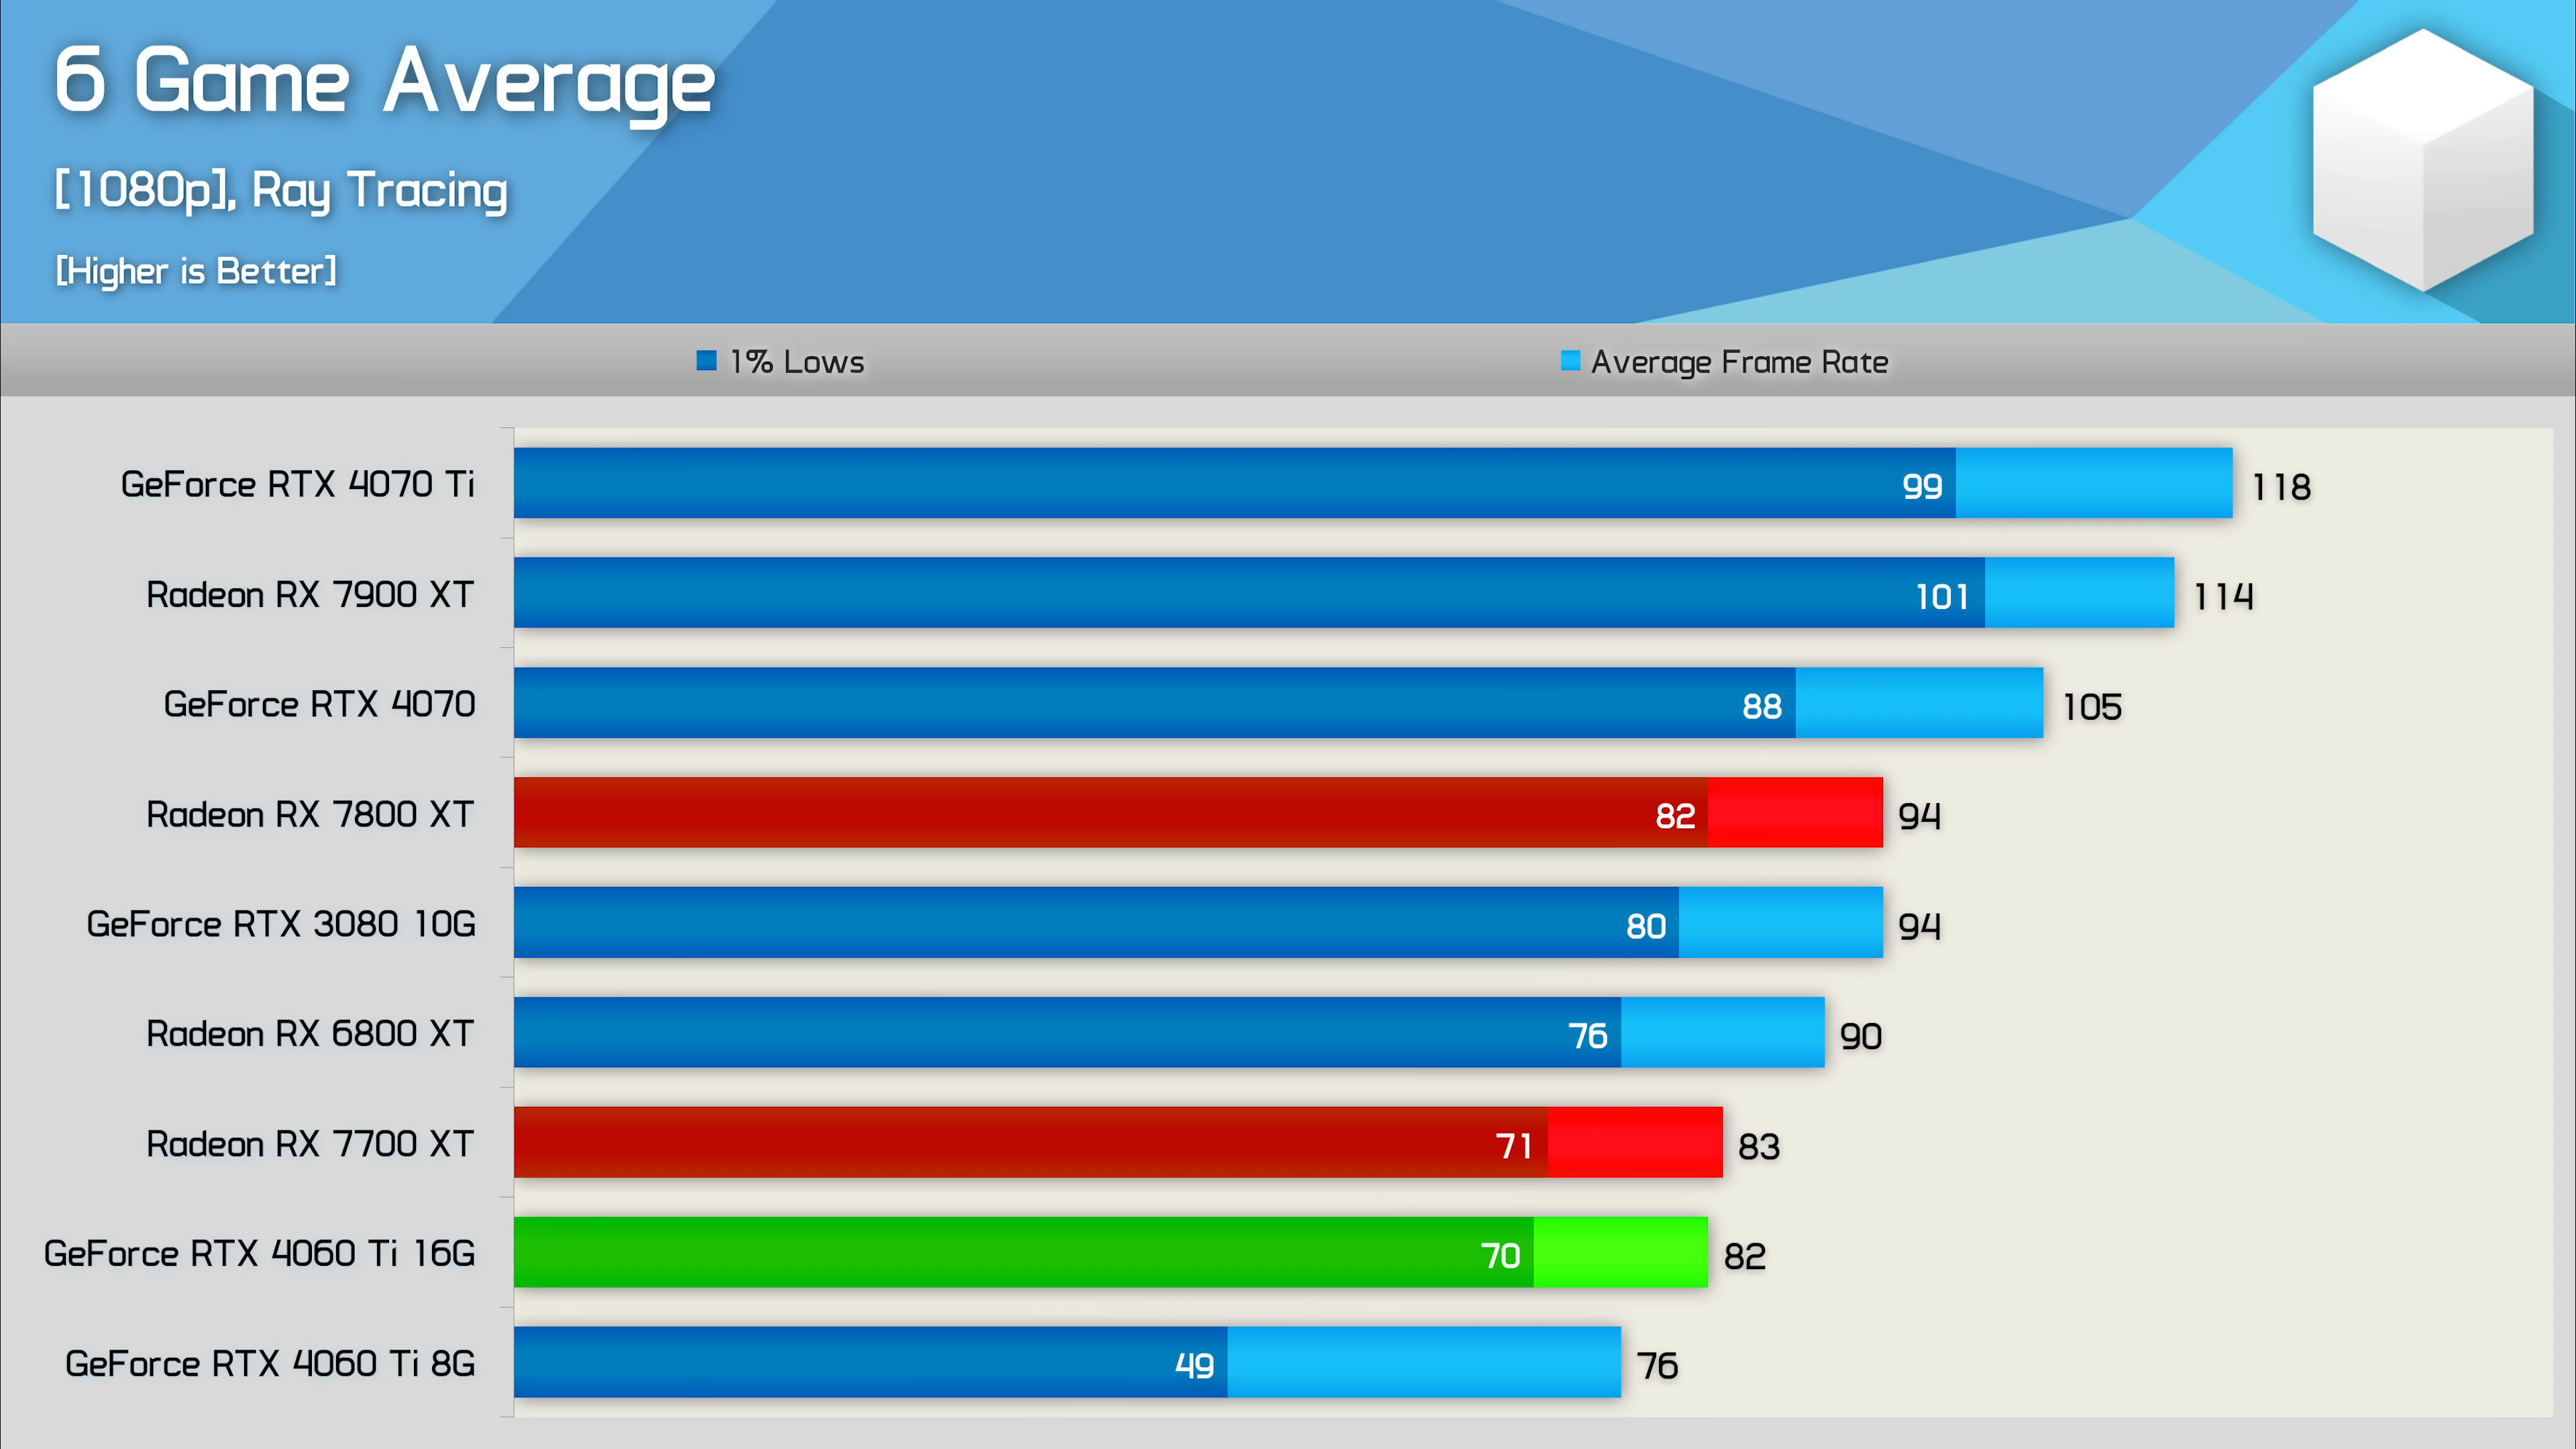 6 Game Average
[1080p], Ray Tracing
[Higher is Better]
1% Lows
Average Frame Rate
GeForce RTX 4070 Ti 99 118
Radeon RX 7900 XT 101 114
GeForce RTX 4070 88 105
Radeon RX 7800 XT 82 94
GeForce RTX 3080 10G 80 94
Radeon RX 6800 XT 76 90
Radeon RX 7700 XT 71 83
GeForce RTX 4060 Ti 16G 70 82
GeForce RTX 4060 Ti 8G 49 76